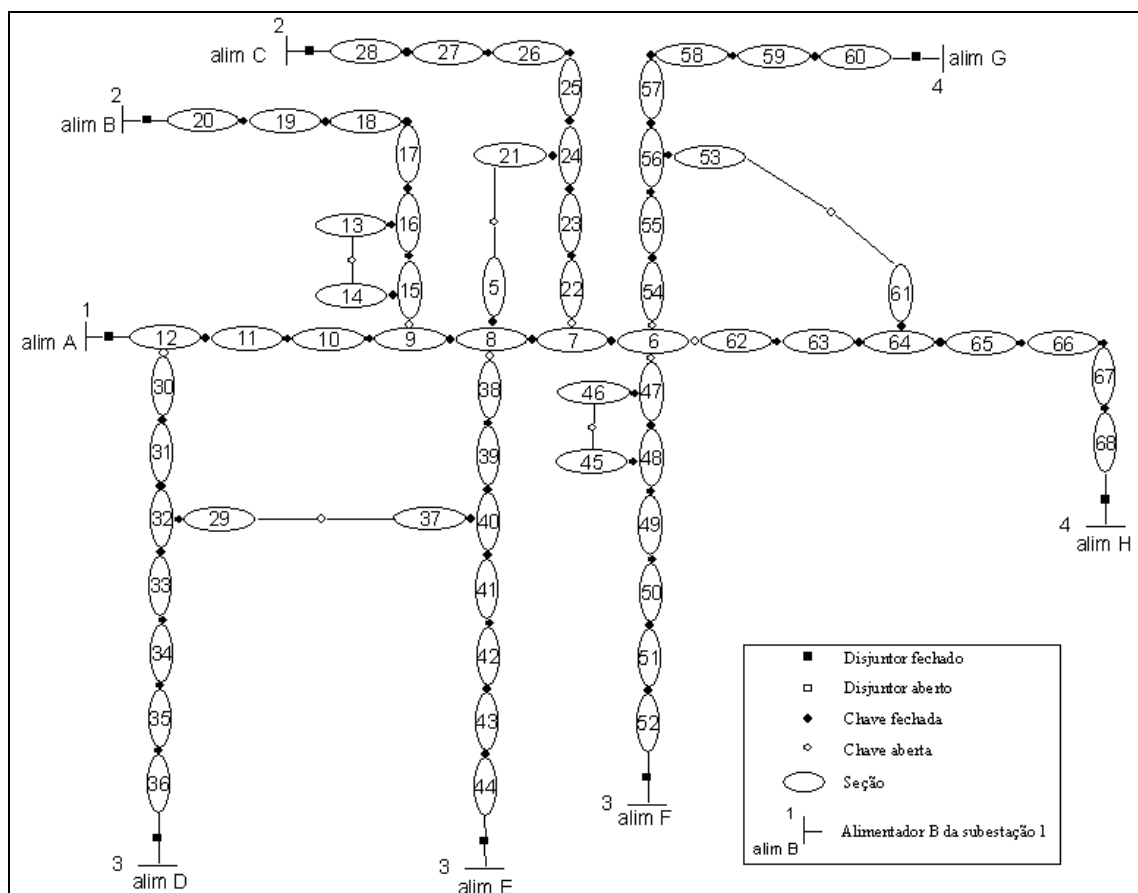 2
alim C
28 27 26
58 59 60
alim G
4
25
57
2
alim B
20 19 18
17
21
24
56
53
13
16
23
55
14
15
5
22
54
61
1
alim A
12 11 10 9 8 7 6 62 63 64 65 66
30
38
46
47
67
31
39
45
48
68
32
29
37
40
49
4
alim H
33
41
50
34
42
51
35
43
52
36
44
3
alim F
3
alim D
3
alim E
Disjuntor fechado
Disjuntor aberto
Chave fechada
Chave aberta
Seção
1
alim B
Alimentador B da subestação 1